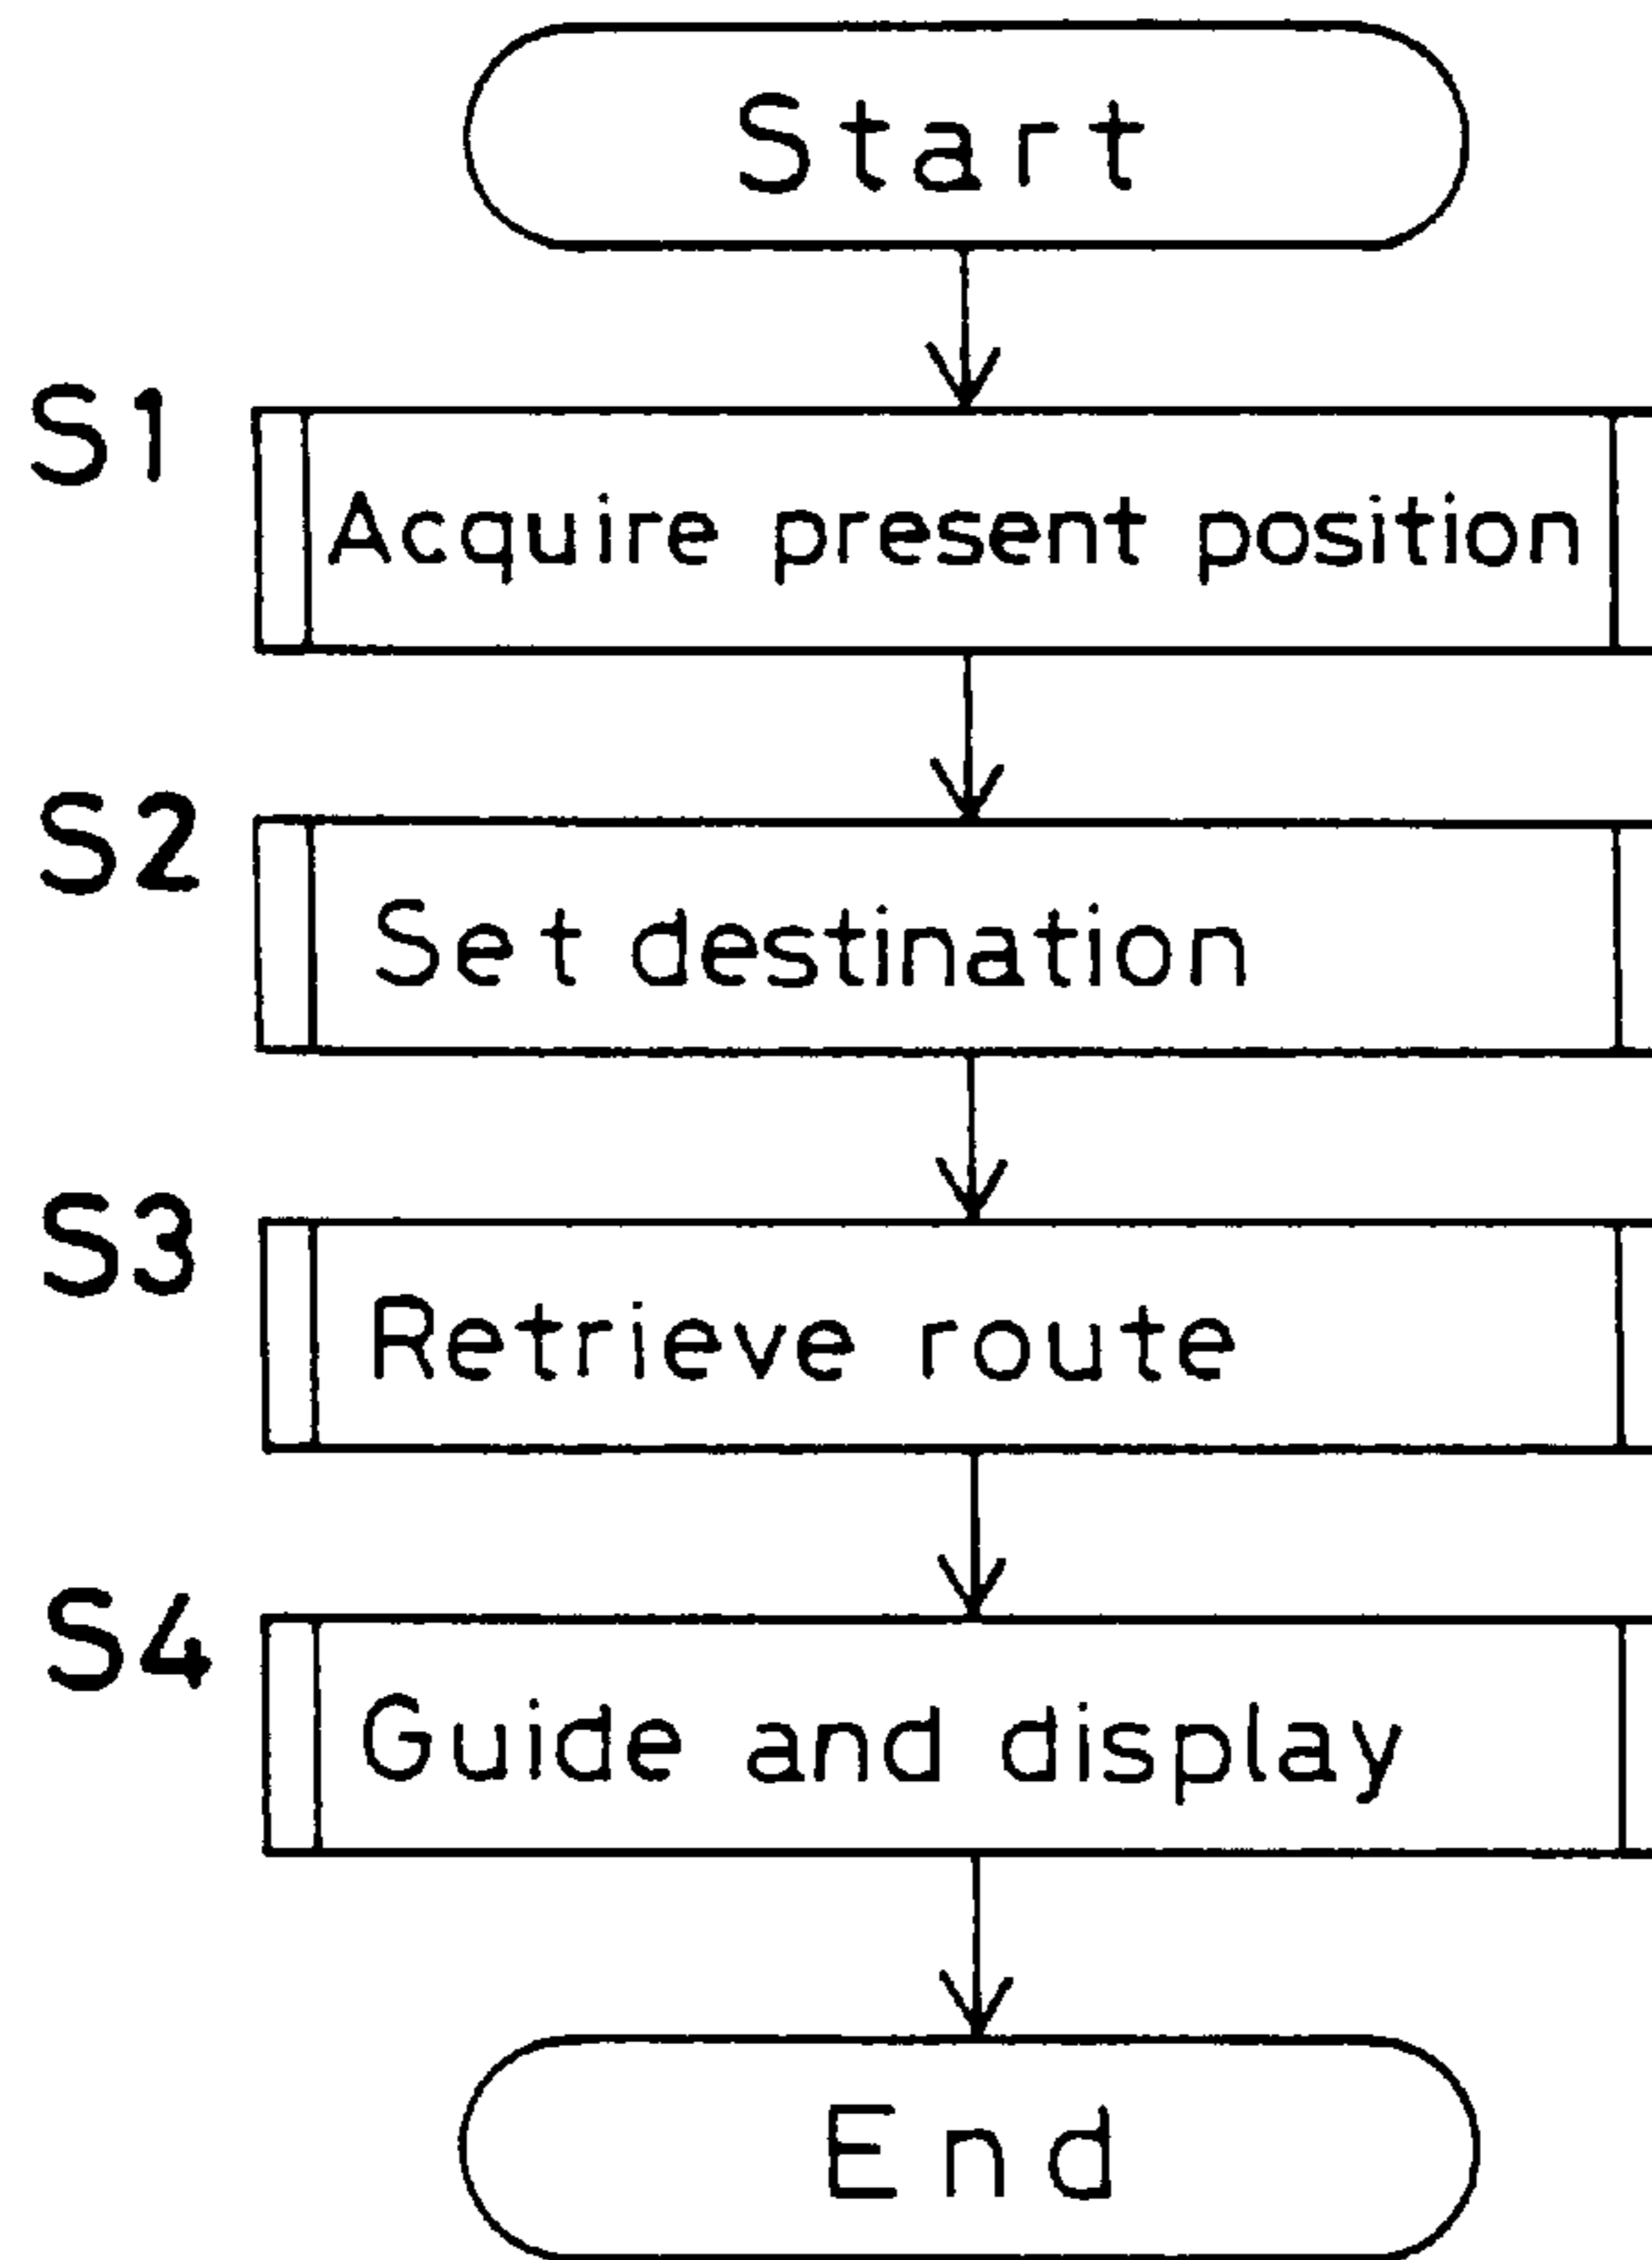 Start
S1
Acquire present position
S2
Set destination
S3
Retrieve route
S4
Guide and display
End